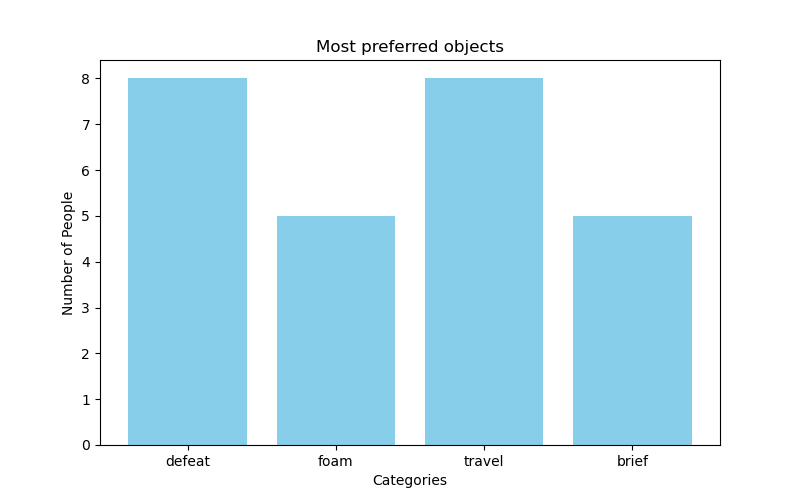 Most preferred objects
Number of People
8
7
6
5
4
3
2
1
0
defeat foam travel brief
Categories